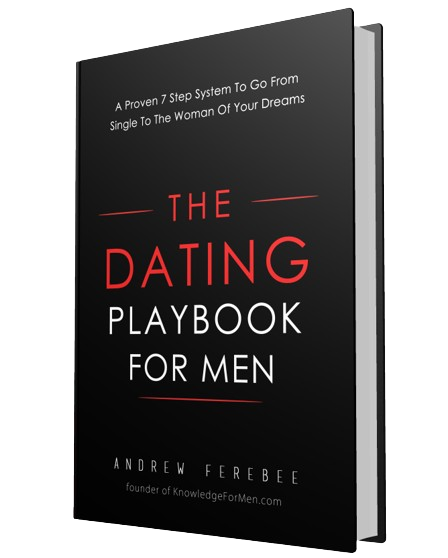 A Proven 7 Step System To Go From
Single To The Woman Of Your Dreams
THE
DATING
PLAYBOOK
FOR MEN
ANDREW FEREBEE
founder of KnowledgeForMen.com